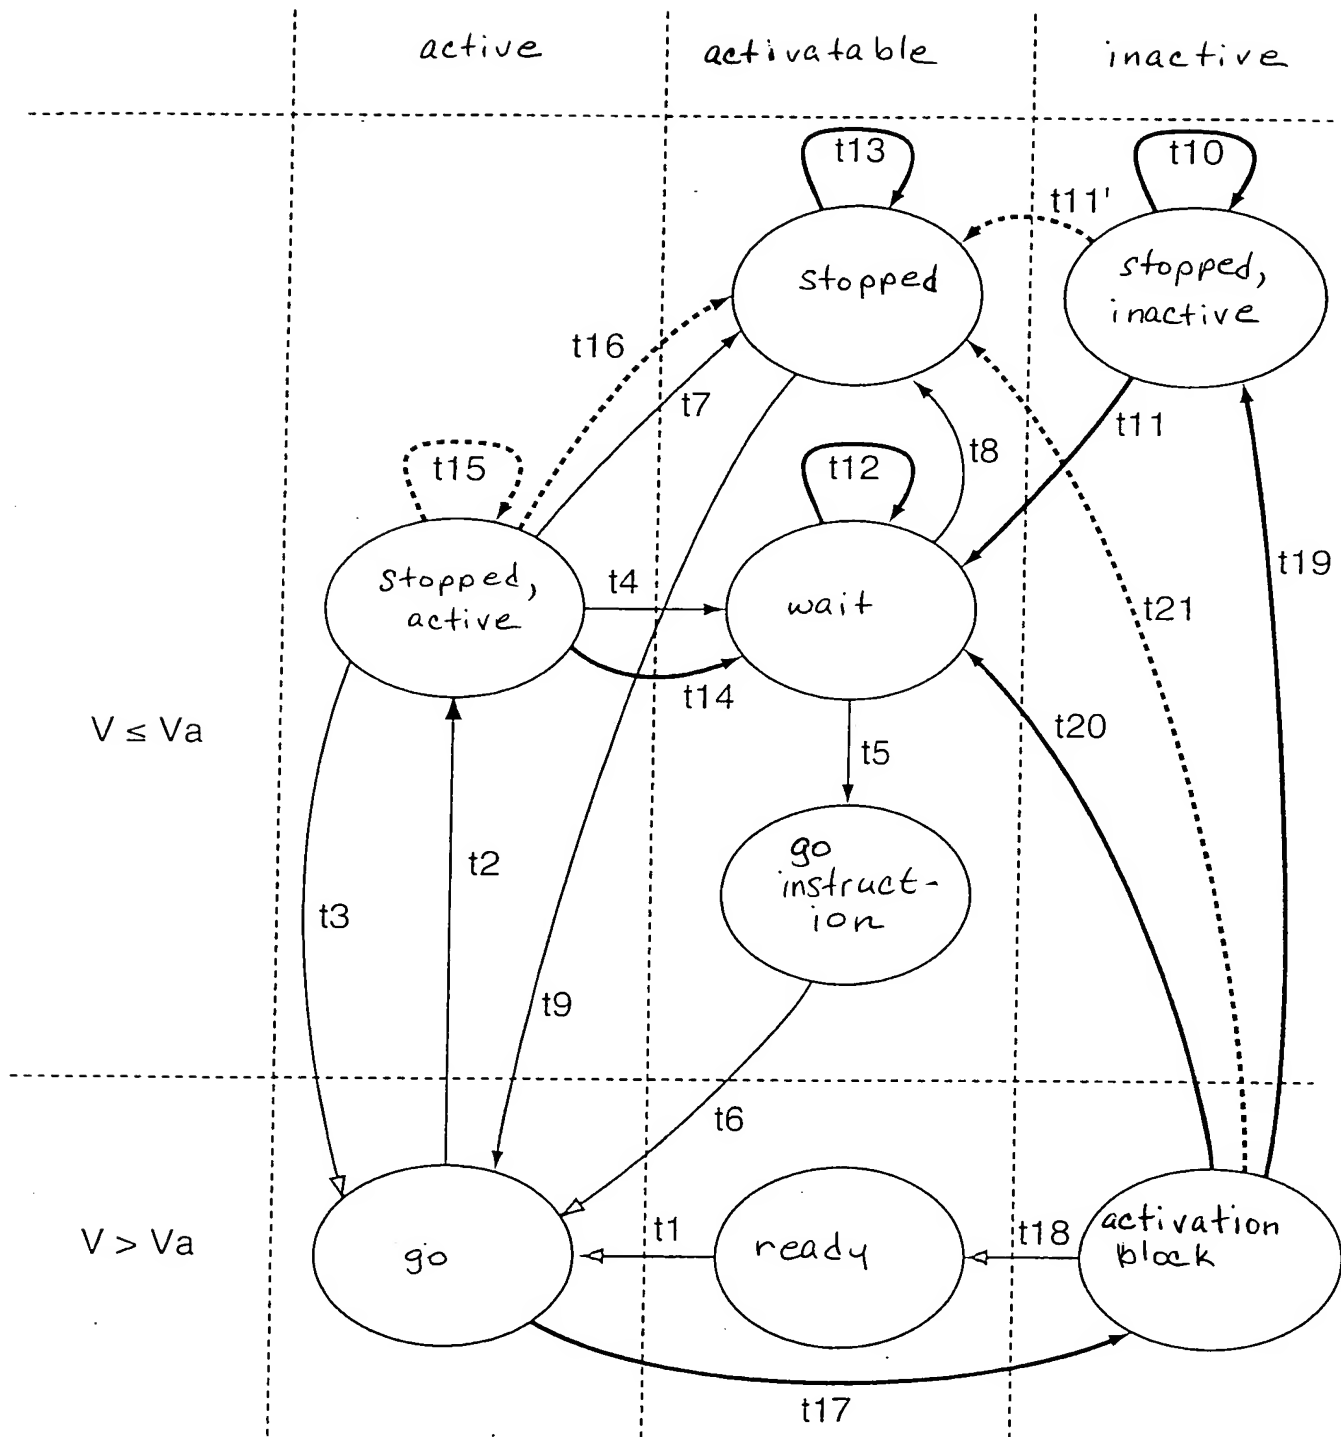 active
activatable
inactive
t13
t10
t11'
stopped
stopped,
inactive
t16
t7
t11
t8
t15
t12
t19
stopped,
active
t4
wait
t21
t14
V ≤ Va
t20
t5
go
instruct-
ion
t2
t3
t9
t6
V > Va
go
t1
ready
t18
activation
block
t17